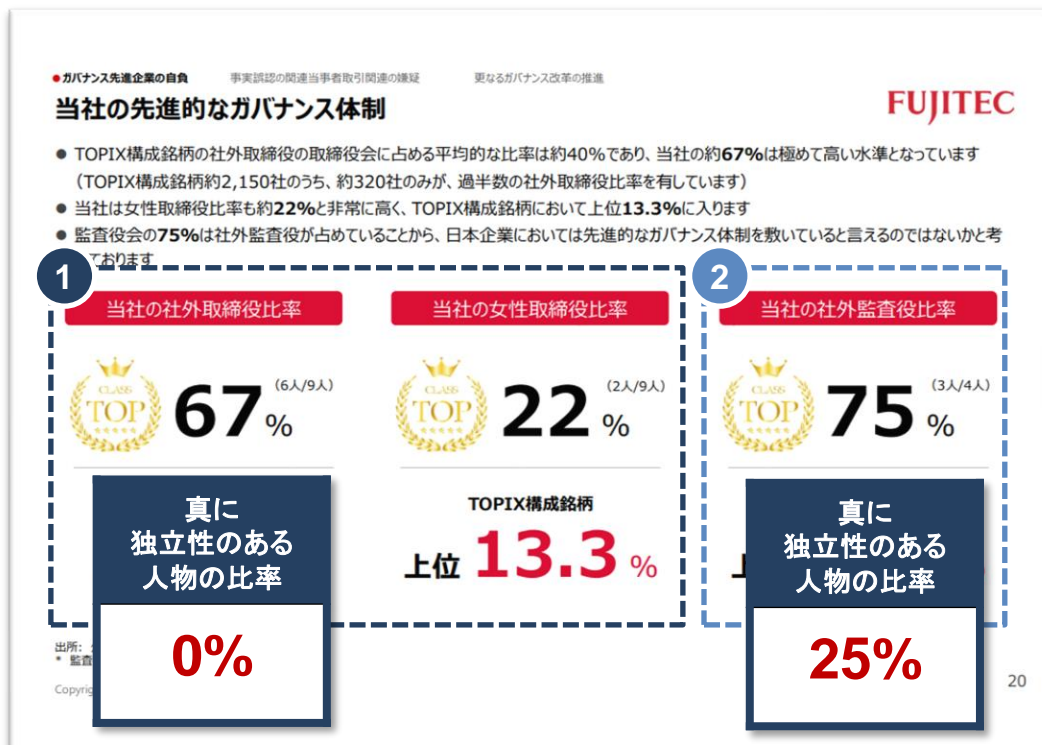 ●ガバナンス先進企業の自負 事実誤認の関連当事者取引関連の嫌疑 更なるガバナンス改革の推進
当社の先進的なガバナンス体制
FUJITEC
● TOPIX構成銘柄の社外取締役の取締役会に占める平均的な比率は約40%であり、当社の約67%は極めて高い水準となっています
（TOPIX構成銘柄約2,150社のうち、約320社のみが、過半数の社外取締役比率を有しています）
● 当社は女性取締役比率も約22%と非常に高く、TOPIX構成銘柄において上位13.3%に入ります
● 監査役会の75%は社外監査役が占めていることから、日本企業においては先進的なガバナンス体制を敷いていると言えるのではないかと考
ております
1
2
当社の社外取締役比率
当社の女性取締役比率
当社の社外監査役比率
CLASS
TOP
67%
(6人/9人)
CLASS
TOP
22%
(2人/9人)
CLASS
TOP
75%
(3人/4人)
真に
独立性のある
人物の比率
0%
TOPIX構成銘柄
上位 13.3%
真に
独立性のある
人物の比率
25%
出所:
* 監査
Copyrig
20